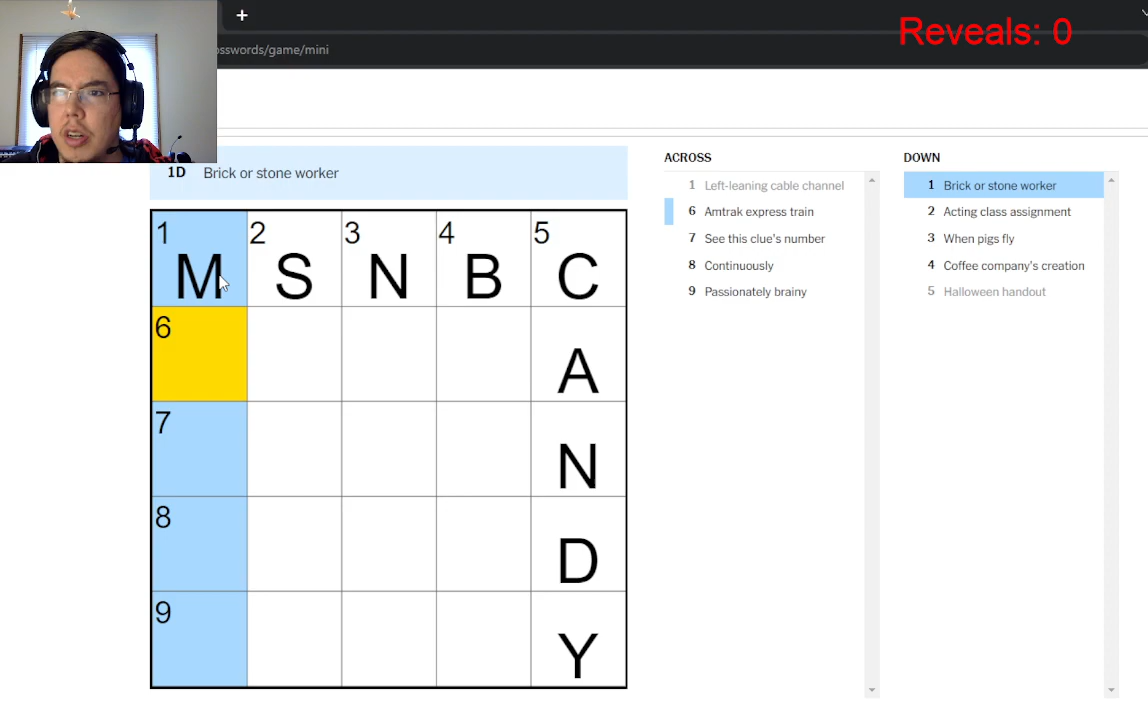 +
Reveals: 0
osswords/game/mini
1D Brick or stone worker
1 2 3 4 5
M S N B C
6
A
7
N
8
D
9
Y
ACROSS
1 Left-leaning cable channel
6 Amtrak express train
7 See this clue's number
8 Continuously
9 Passionately brainy
DOWN
1 Brick or stone worker
2 Acting class assignment
3 When pigs fly
4 Coffee company's creation
5 Halloween handout